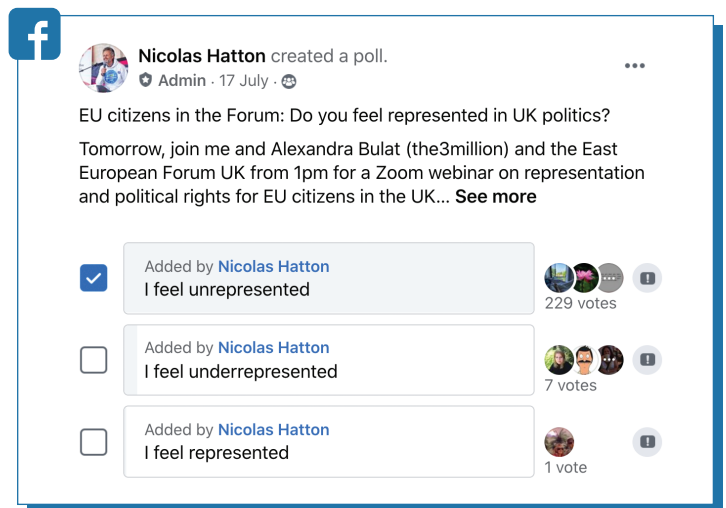 Nicolas Hatton created a poll.
Admin · 17 July ·
EU citizens in the Forum: Do you feel represented in UK politics?
Tomorrow, join me and Alexandra Bulat (the3million) and the East
European Forum UK from 1pm for a Zoom webinar on representation
and political rights for EU citizens in the UK... See more
Added by Nicolas Hatton
I feel unrepresented
229 votes
Added by Nicolas Hatton
I feel underrepresented
7 votes
Added by Nicolas Hatton
I feel represented
1 vote